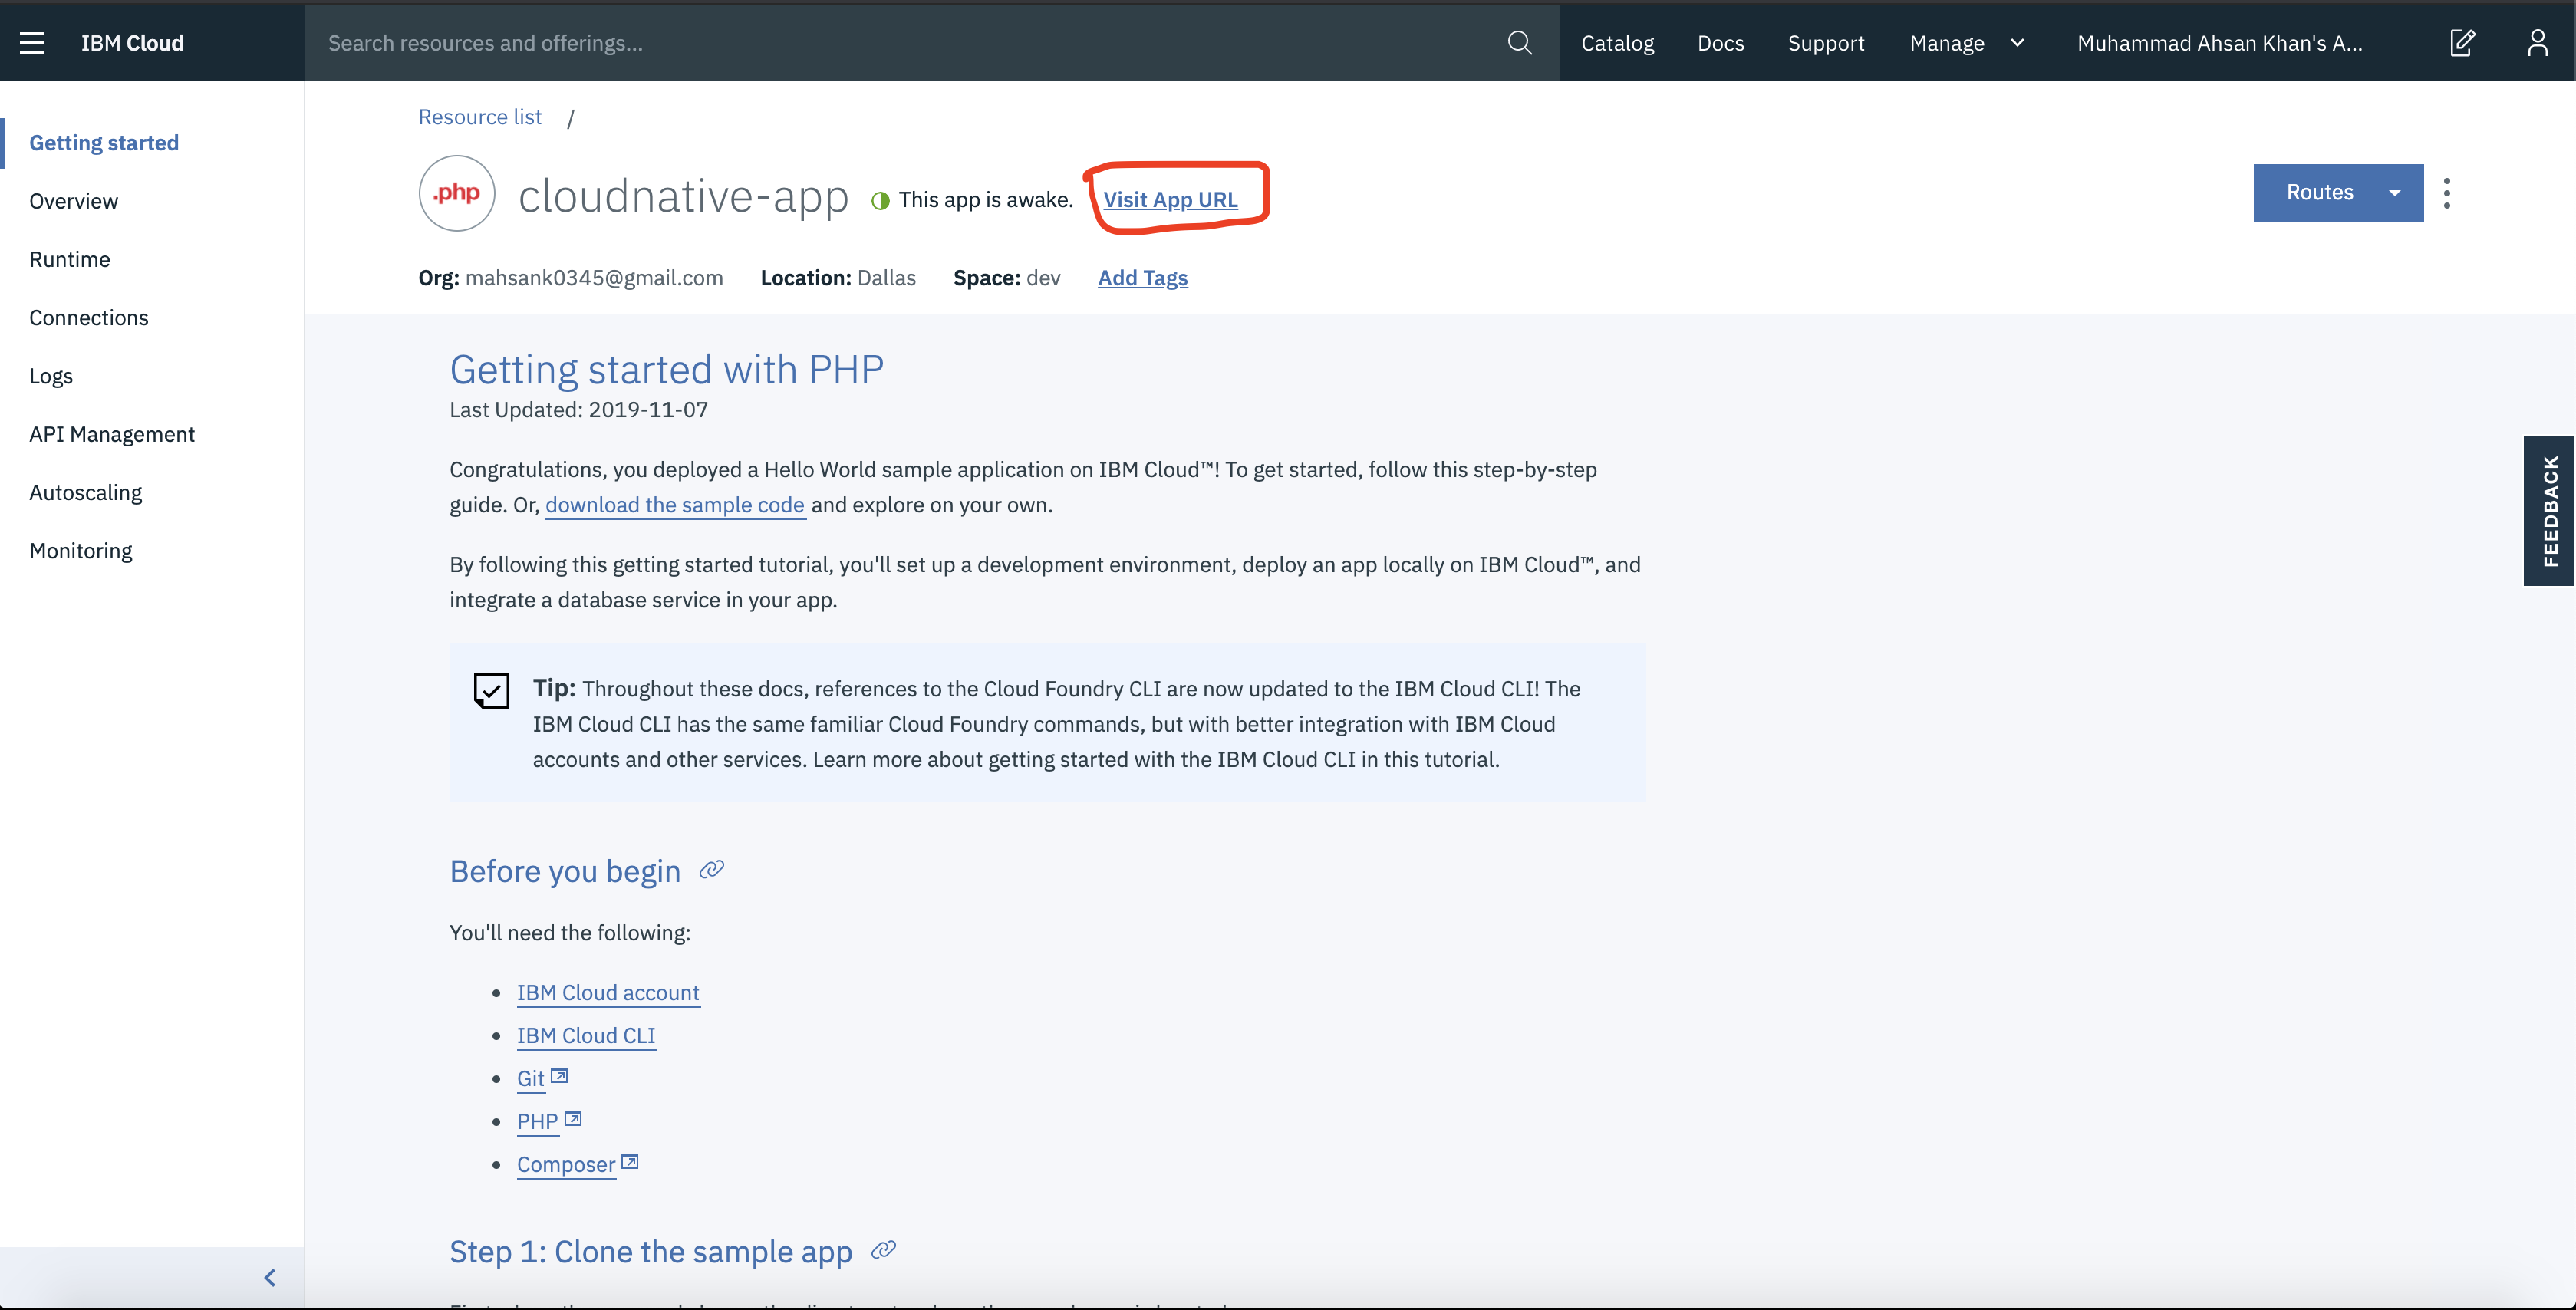 IBM Cloud
Search resources and offerings...
Catalog
Docs
Support
Manage
Muhammad Ahsan Khan's A...
Getting started
Overview
Runtime
Connections
Logs
API Management
Autoscaling
Monitoring
Resource list /
.php
cloudnative-app
This app is awake.
Visit App URL
Routes
Org: mahsank0345@gmail.com
Location: Dallas
Space: dev
Add Tags
Getting started with PHP
Last Updated: 2019-11-07
Congratulations, you deployed a Hello World sample application on IBM Cloud™! To get started, follow this step-by-step
guide. Or, download the sample code and explore on your own.
By following this getting started tutorial, you'll set up a development environment, deploy an app locally on IBM Cloud™, and
integrate a database service in your app.
Tip: Throughout these docs, references to the Cloud Foundry CLI are now updated to the IBM Cloud CLI! The
IBM Cloud CLI has the same familiar Cloud Foundry commands, but with better integration with IBM Cloud
accounts and other services. Learn more about getting started with the IBM Cloud CLI in this tutorial.
Before you begin
You'll need the following:
• IBM Cloud account
• IBM Cloud CLI
• Git
• PHP
• Composer
Step 1: Clone the sample app
FEEDBACK